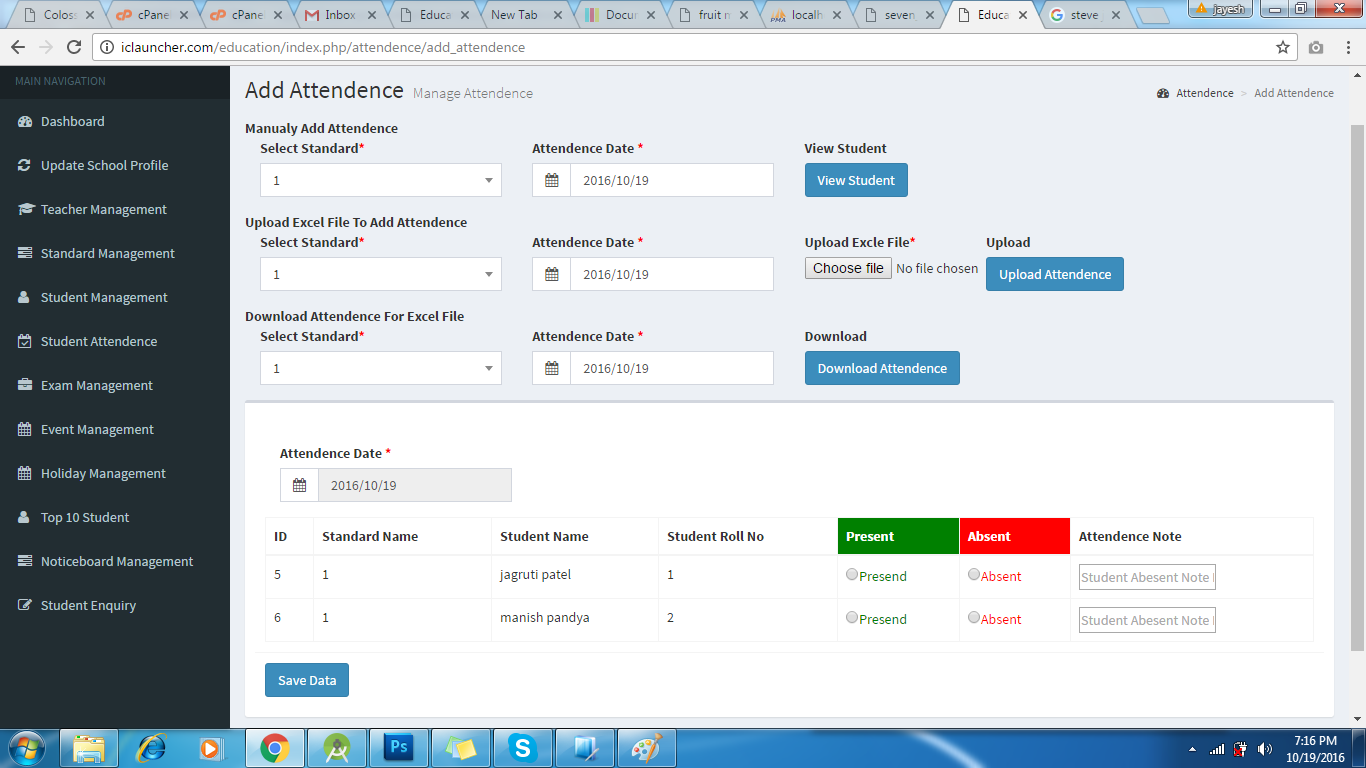 Colos cPanel cPanel Inbox Educa New Tab Docur fruit m localh seven Educa steve jayesh
iclauncher.com/education/index.php/attendence/add_attendence
MAIN NAVIGATION
Dashboard
Update School Profile
Teacher Management
Standard Management
Student Management
Student Attendence
Exam Management
Event Management
Holiday Management
Top 10 Student
Noticeboard Management
Student Enquiry
Add Attendence Manage Attendence
Attendence > Add Attendence
Manualy Add Attendence
Select Standard* Attendence Date * View Student
1 2016/10/19 View Student
Upload Excel File To Add Attendence
Select Standard* Attendence Date * Upload Excle File* Upload
1 2016/10/19 Choose file No file chosen Upload Attendence
Download Attendence For Excel File
Select Standard* Attendence Date * Download
1 2016/10/19 Download Attendence
Attendence Date *
2016/10/19
ID Standard Name Student Name Student Roll No Present Absent Attendence Note
5 1 jagruti patel 1 Presend Absent Student Abesent Note
6 1 manish pandya 2 Presend Absent Student Abesent Note
Save Data
Ps
7:16 PM
10/19/2016